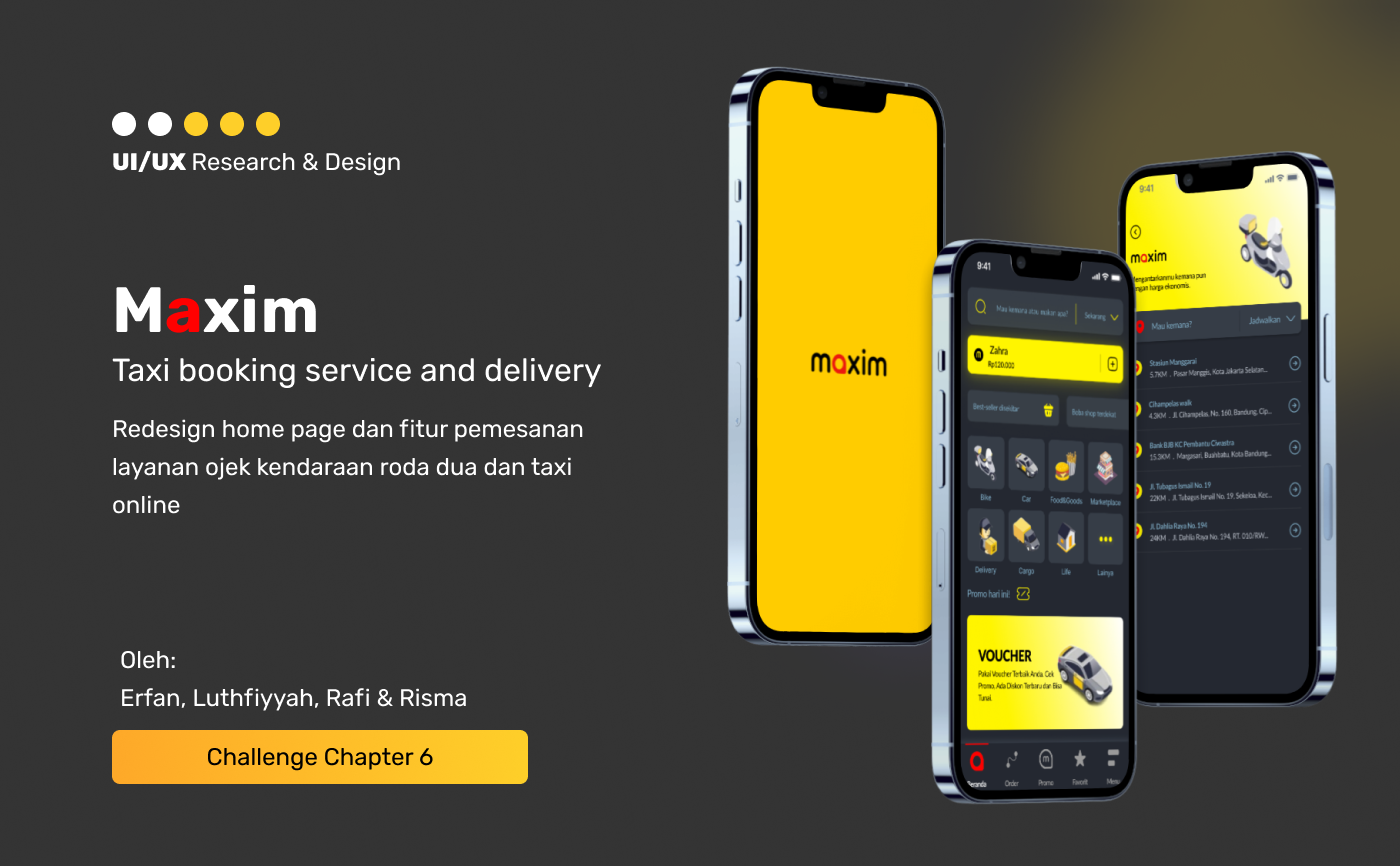 UI/UX Research & Design
Maxim
Taxi booking service and delivery
Redesign home page dan fitur pemesanan
layanan ojek kendaraan roda dua dan taxi
online
Oleh:
Erfan, Luthfiyyah, Rafi & Risma
Challenge Chapter 6
maxim
9:41
Mau kemana atau makan apa? Sekarang
Zahra
Rp120.000
Best-seller disekitar
Bike Car Food&Goods Marketplace
Delivery Cargo Life Lainya
Promo hari ini!
VOUCHER
Pakai Voucher Terbaik Anda. Cek
Promo, Ada Diskon Terbaru dan Bisa
Tunai.
Beranda Order Promo Favorit Menu
9:41
maxim
engantarkanmu kemana pun
ngan harga ekonomis.
Mau kemana? Jadwalkan
Stasiun Manggarai
5.7KM . Pasar Manggis, Kota Jakarta Selatan...
Cihampelas walk
4.3KM . Jl. Cihampelas, No. 160, Bandung, Cip...
Bank BJB KC Pembantu Ciwastra
15.3KM . Margasari, Buahbatu, Kota Bandung...
Jl. Tubagus Ismail No. 19
22KM . Jl. Tubagus Ismail No. 19, Sekeloa, Kec...
Jl. Dahlia Raya No. 194
24KM . Jl. Dahlia Raya No. 194, RT. 010/RW...